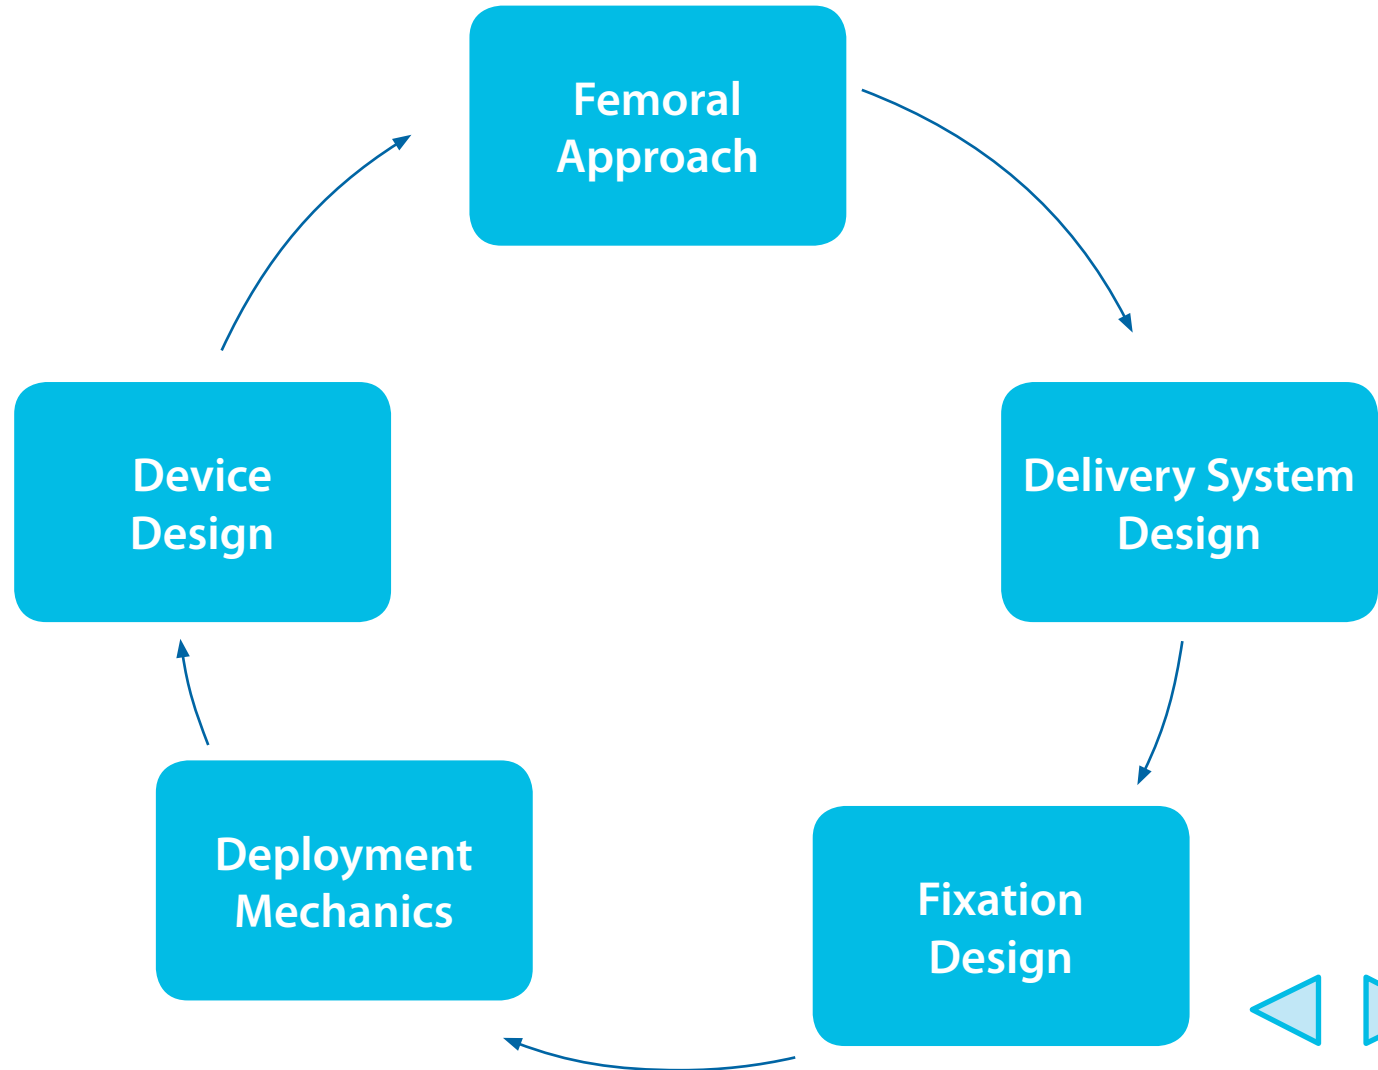 Femoral
Approach
Delivery System
Design
Fixation
Design
Deployment
Mechanics
Device
Design